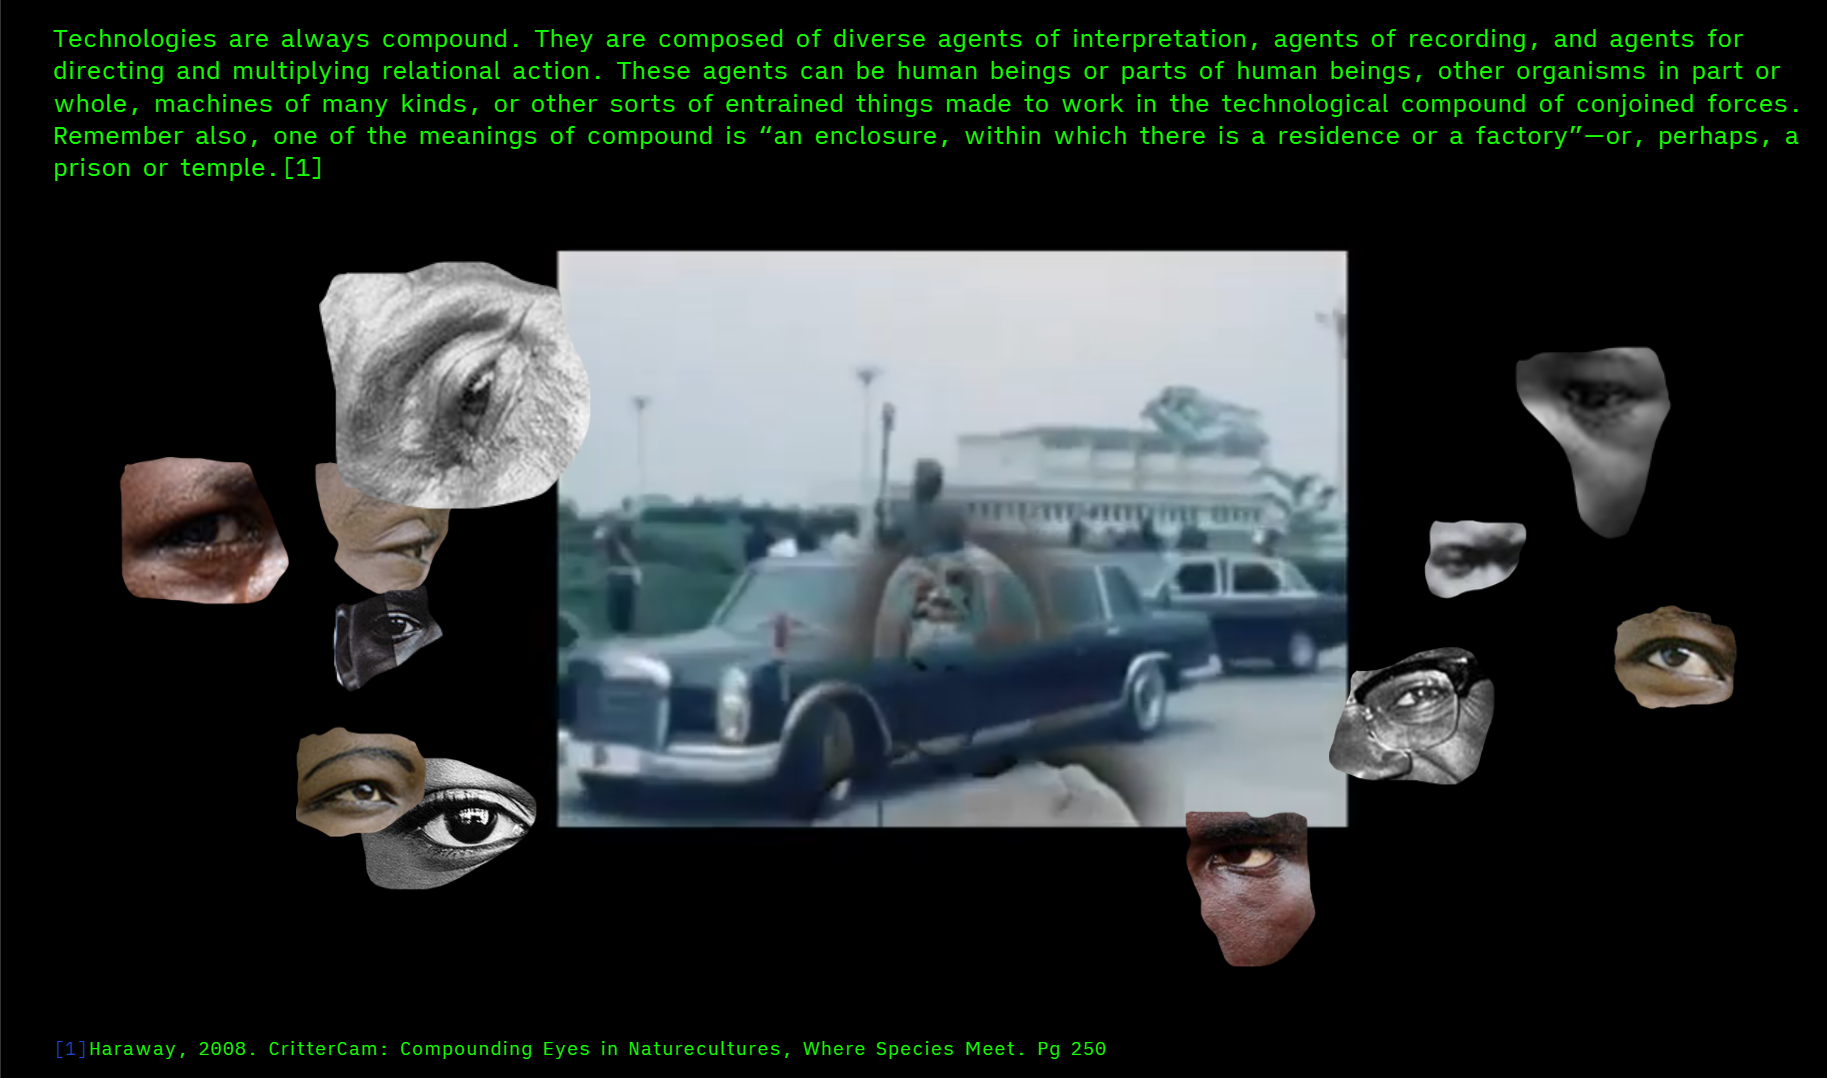 Technologies are always compound. They are composed of diverse agents of interpretation, agents of recording, and agents for
directing and multiplying relational action. These agents can be human beings or parts of human beings, other organisms in part or
whole, machines of many kinds, or other sorts of entrained things made to work in the technological compound of conjoined forces.
Remember also, one of the meanings of compound is “an enclosure, within which there is a residence or a factory”—or, perhaps, a
prison or temple.[1]
[1]Haraway, 2008. CritterCam: Compounding Eyes in Naturecultures, Where Species Meet. Pg 250